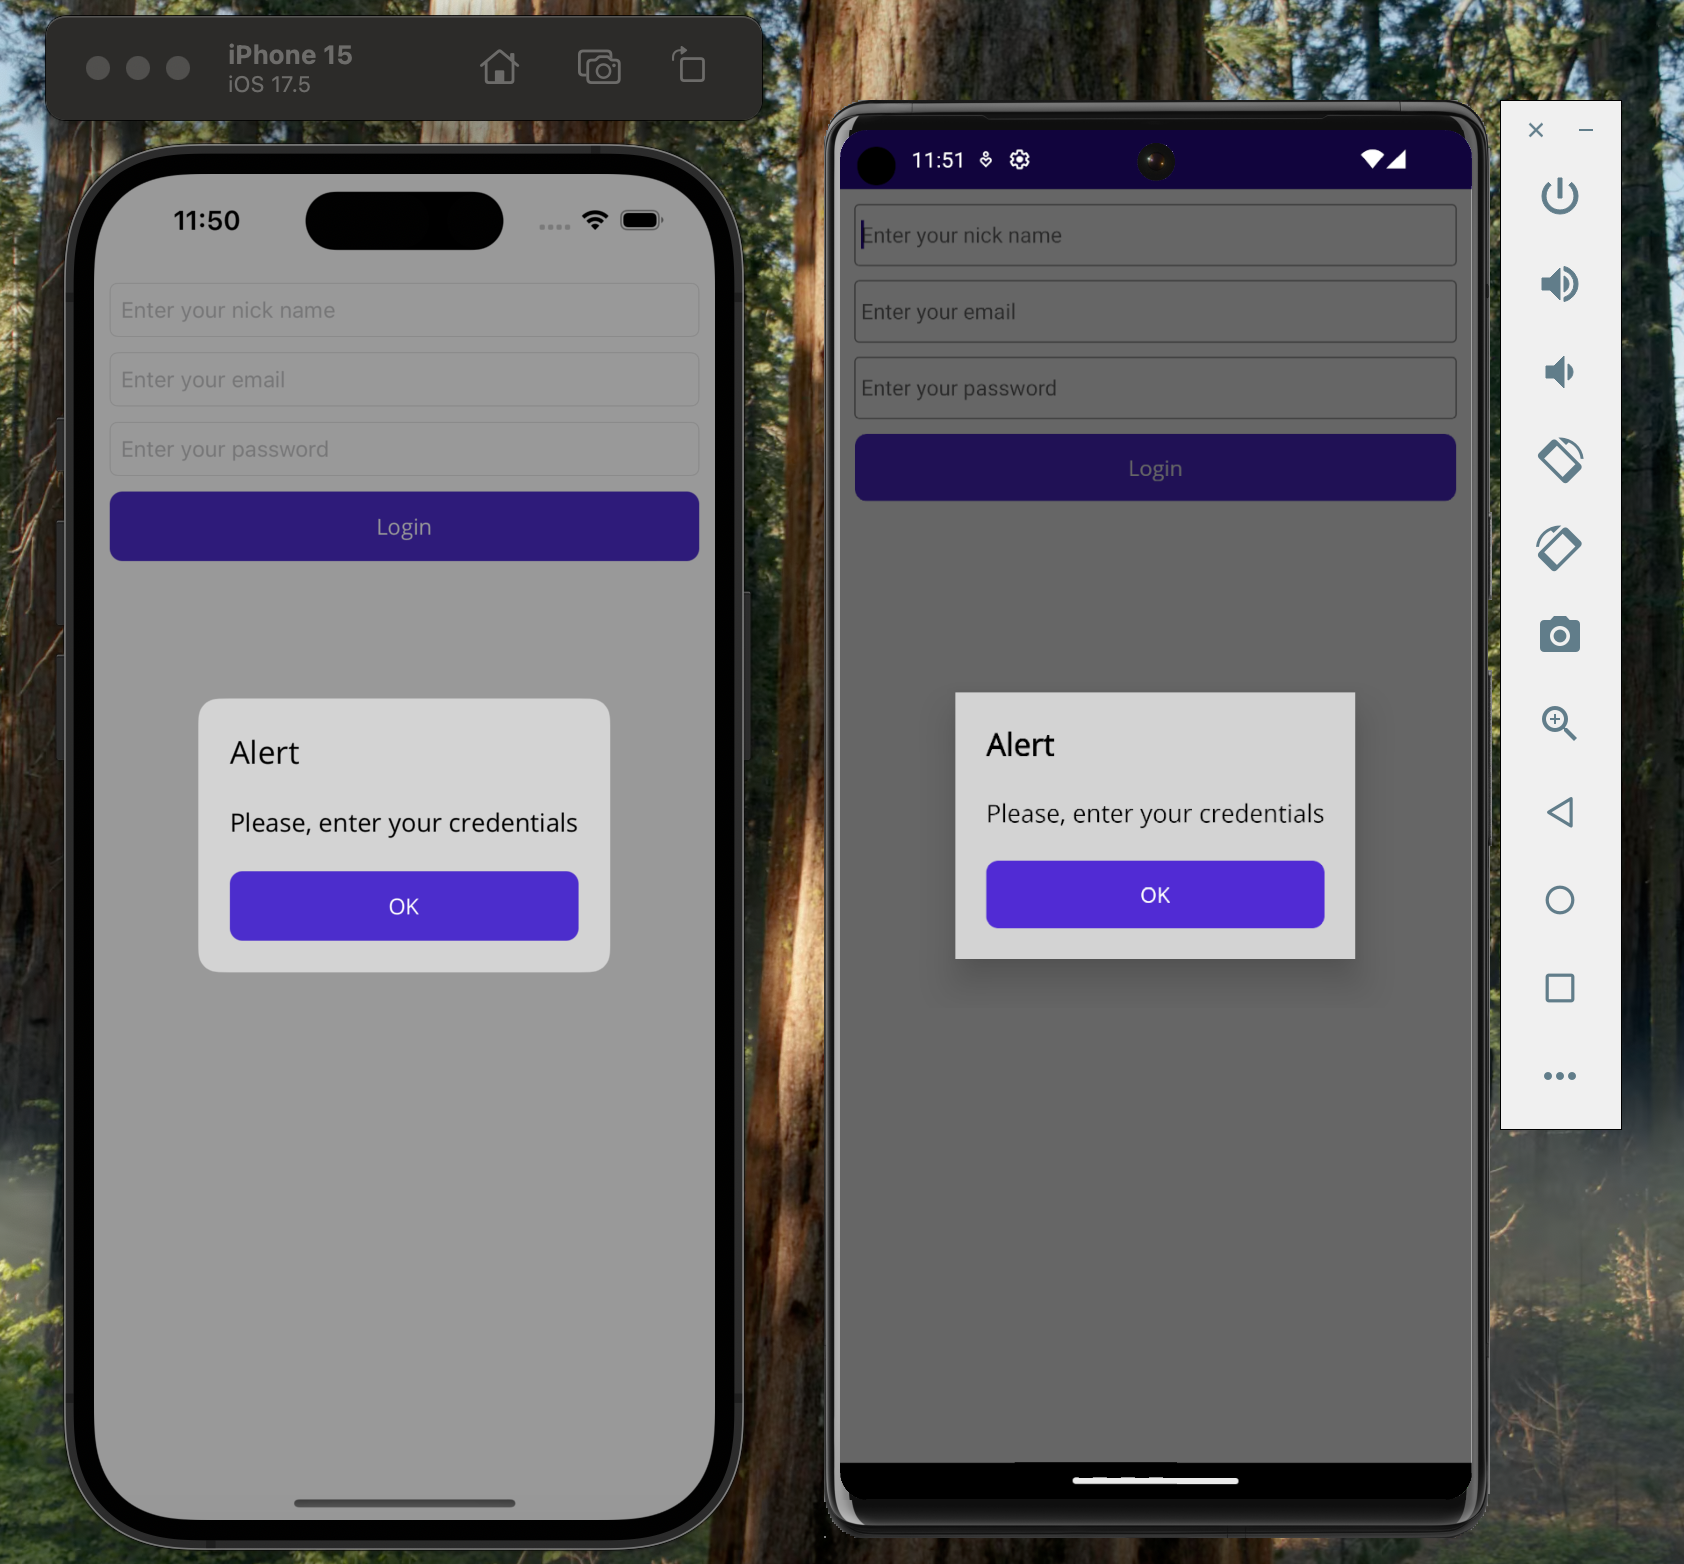 iPhone 15
iOS 17.5
11:50
Enter your nick name
Enter your email
Enter your password
Login
Alert
Please, enter your credentials
OK
11:51
Enter your nick name
Enter your email
Enter your password
Login
Alert
Please, enter your credentials
OK